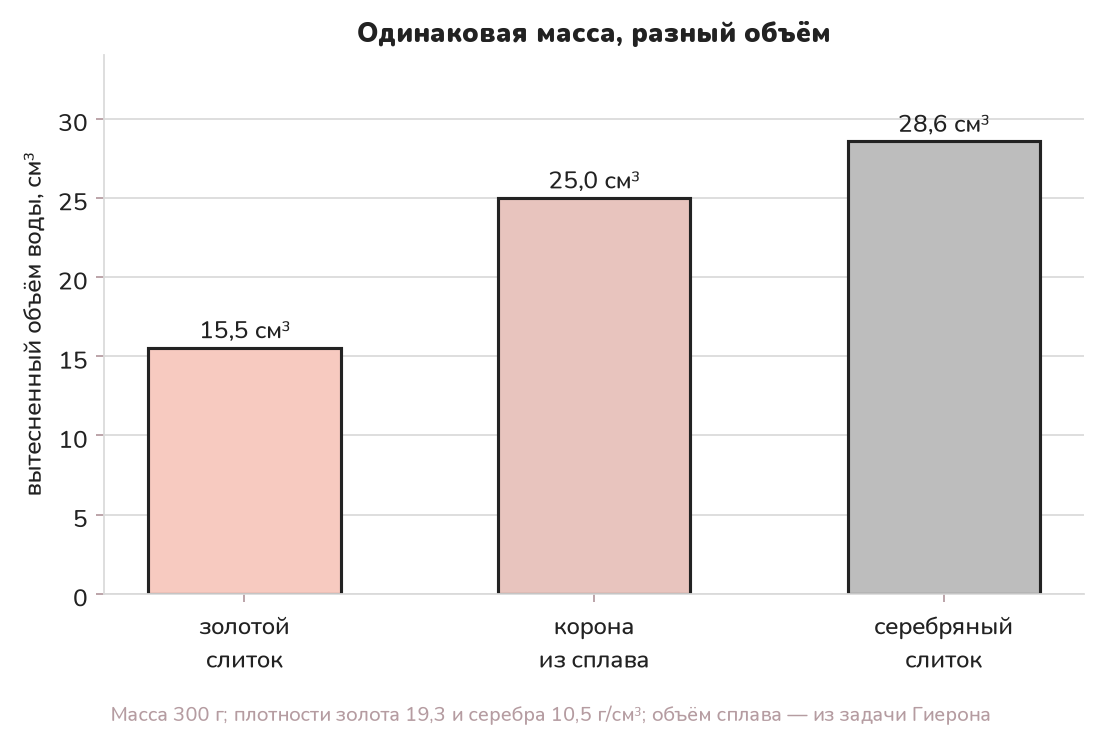 Одинаковая масса, разный объём
вытесненный объём воды, см³
30
25
20
15
10
5
0
15,5 см³
25,0 см³
28,6 см³
золотой
слиток
корона
из сплава
серебряный
слиток
Масса 300 г; плотности золота 19,3 и серебра 10,5 г/см³; объём сплава — из задачи Гиерона